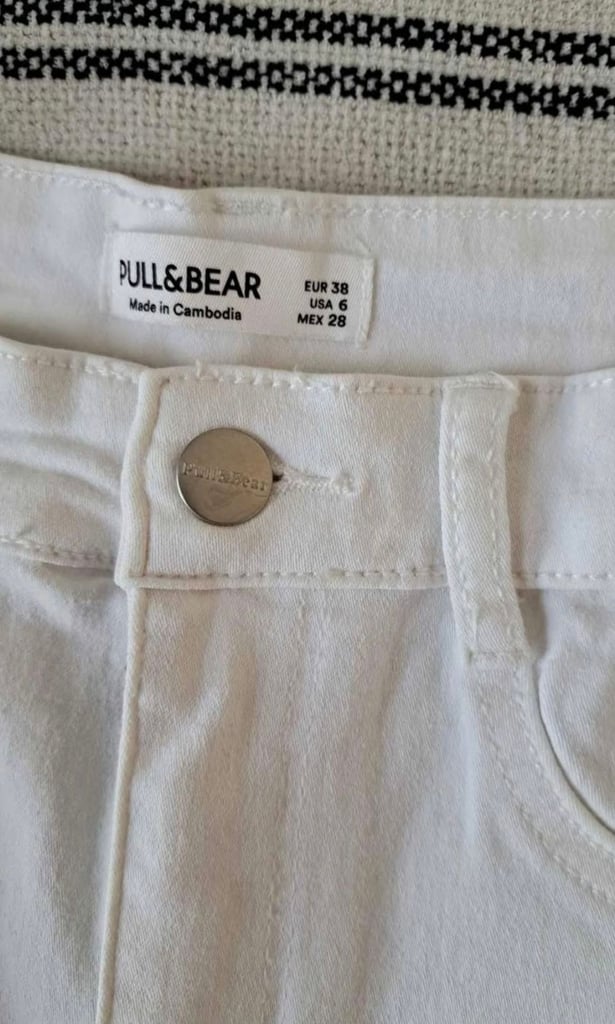 PULL&BEAR
Made in Cambodia
EUR 38
USA 6
MEX 28
Pull&Bear